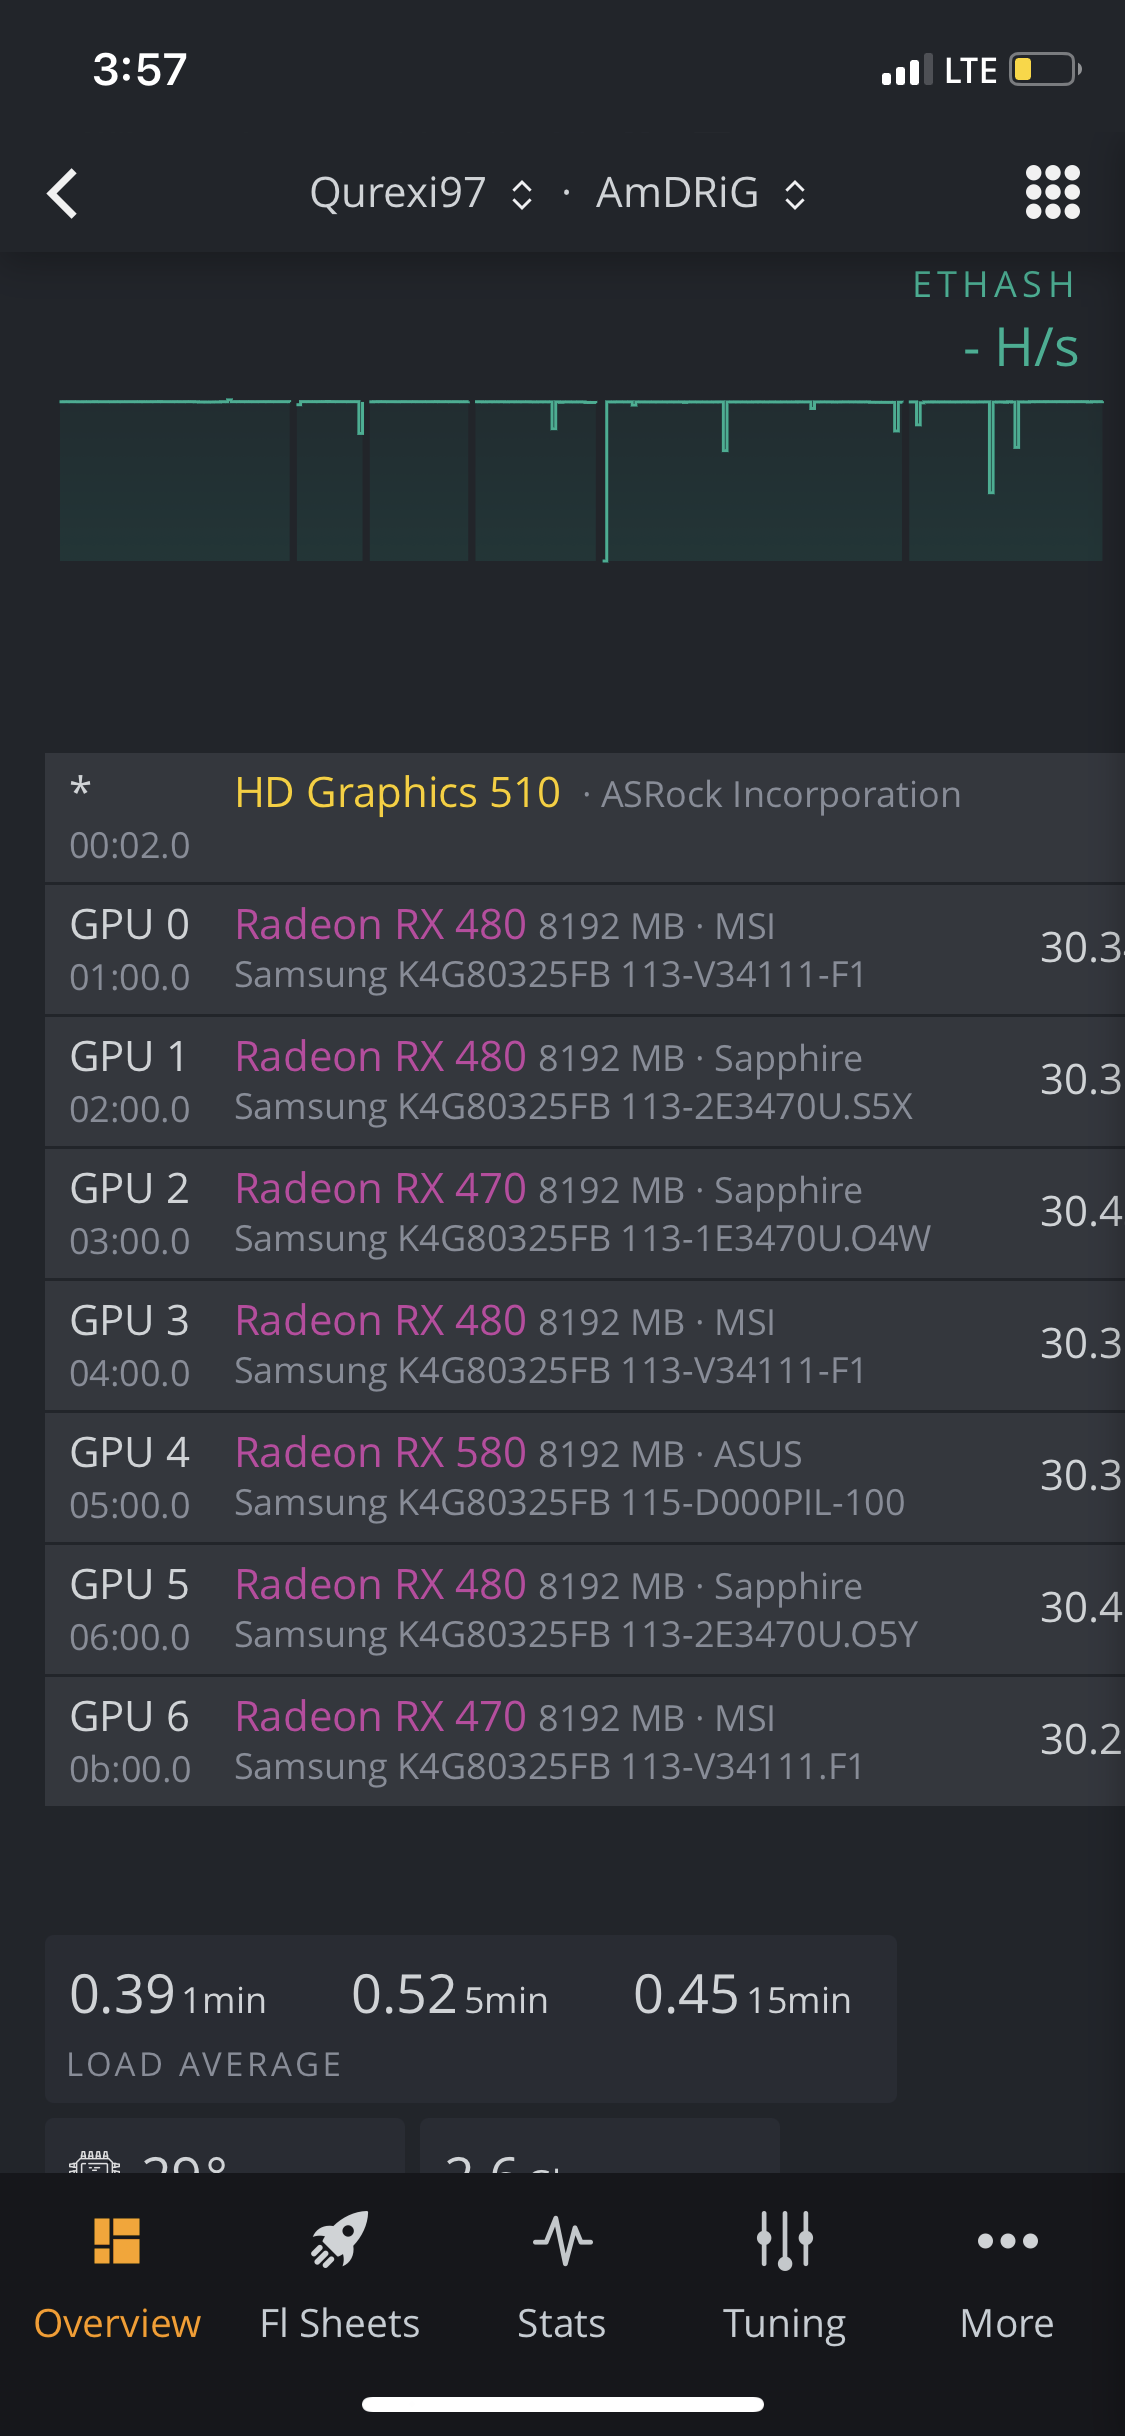 3:57 LTE
Qurexi97 · AmDRiG
ETHASH
- H/s
* HD Graphics 510 · ASRock Incorporation
00:02.0
GPU 0 Radeon RX 480 8192 MB · MSI
01:00.0 Samsung K4G80325FB 113-V34111-F1
30.3
GPU 1 Radeon RX 480 8192 MB · Sapphire
02:00.0 Samsung K4G80325FB 113-2E3470U.S5X
30.3
GPU 2 Radeon RX 470 8192 MB · Sapphire
03:00.0 Samsung K4G80325FB 113-1E3470U.O4W
30.4
GPU 3 Radeon RX 480 8192 MB · MSI
04:00.0 Samsung K4G80325FB 113-V34111-F1
30.3
GPU 4 Radeon RX 580 8192 MB · ASUS
05:00.0 Samsung K4G80325FB 115-D000PIL-100
30.3
GPU 5 Radeon RX 480 8192 MB · Sapphire
06:00.0 Samsung K4G80325FB 113-2E3470U.O5Y
30.4
GPU 6 Radeon RX 470 8192 MB · MSI
0b:00.0 Samsung K4G80325FB 113-V34111.F1
30.2
0.39 1min 0.52 5min 0.45 15min
LOAD AVERAGE
Overview Fl Sheets Stats Tuning More